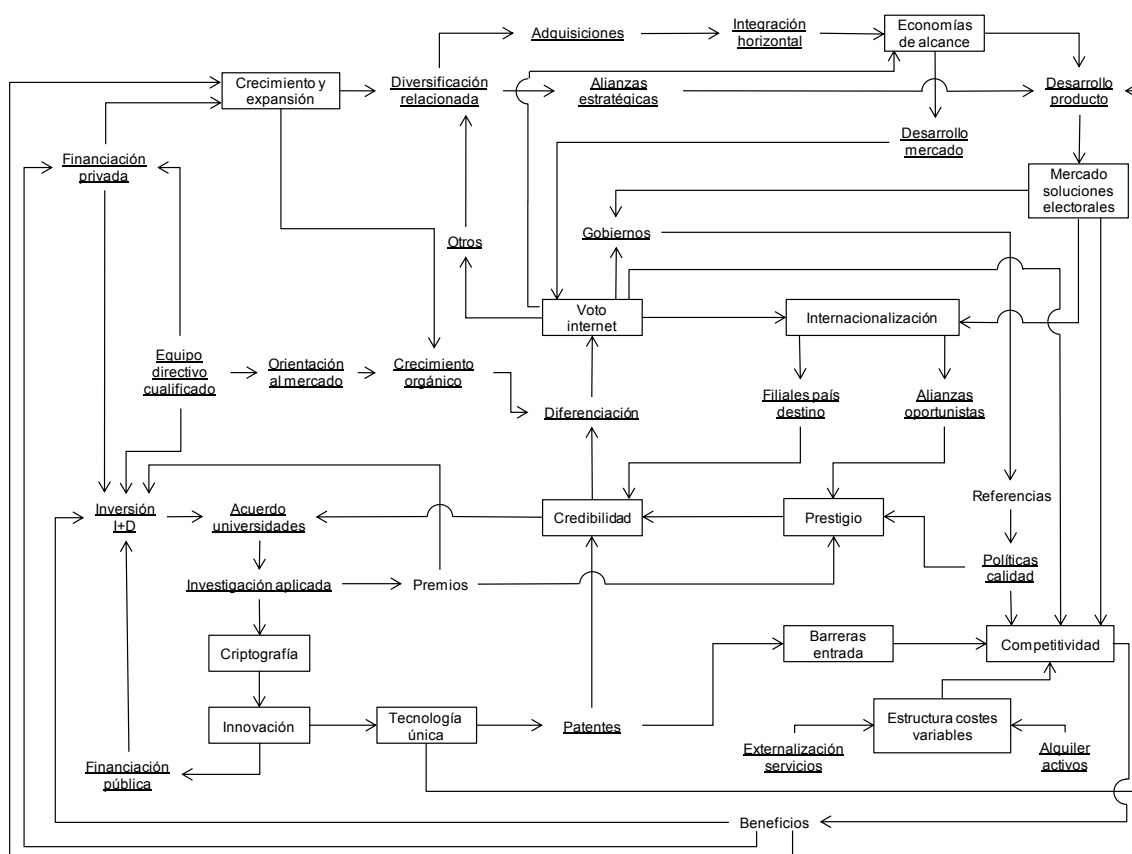 Adquisiciones
Integración
horizontal
Economías
de alcance
Crecimiento y
expansión
Diversificación
relacionada
Alianzas
estratégicas
Desarrollo
producto
Desarrollo
mercado
Financiación
privada
Mercado
soluciones
electorales
Otros
Gobiernos
Voto
internet
Internacionalización
Equipo
directivo
cualificado
Orientación
al mercado
Crecimiento
orgánico
Filiales país
destino
Alianzas
oportunistas
Diferenciación
Inversión
I+D
Acuerdo
universidades
Credibilidad
Prestigio
Referencias
Investigación aplicada
Premios
Políticas
calidad
Criptografía
Barreras
entrada
Competitividad
Innovación
Tecnología
única
Patentes
Estructura costes
variables
Financiación
pública
Externalización
servicios
Alquiler
activos
Beneficios